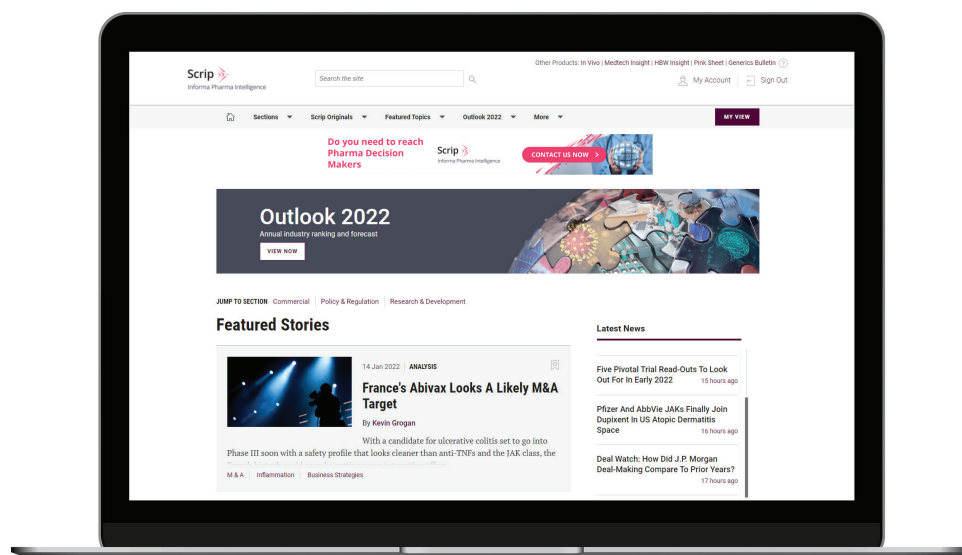 Other Products: In Vivo | Medtech Insight | HBW Insight | Pink Sheet | Generics Bulletin ?
Scrip
Informa Pharma Intelligence
Search the site
My Account
Sign Out
Sections
Scrip Originals
Featured Topics
Outlook 2022
More
MY VIEW
Do you need to reach
Pharma Decision
Makers
Scrip
Informa Pharma Intelligence
CONTACT US NOW >
Outlook 2022
Annual industry ranking and forecast
VIEW NOW
JUMP TO SECTION Commercial | Policy & Regulation | Research & Development
Featured Stories
14 Jan 2022 | ANALYSIS
France's Abivax Looks A Likely M&A
Target
By Kevin Grogan
With a candidate for ulcerative colitis set to go into
Phase III soon with a safety profile that looks cleaner than anti-TNFs and the JAK class, the
M & A | Inflammation | Business Strategies
Latest News
Five Pivotal Trial Read-Outs To Look
Out For In Early 2022 15 hours ago
Pfizer And AbbVie JAKs Finally Join
Dupixent In US Atopic Dermatitis
Space 16 hours ago
Deal Watch: How Did J.P. Morgan
Deal-Making Compare To Prior Years?
17 hours ago